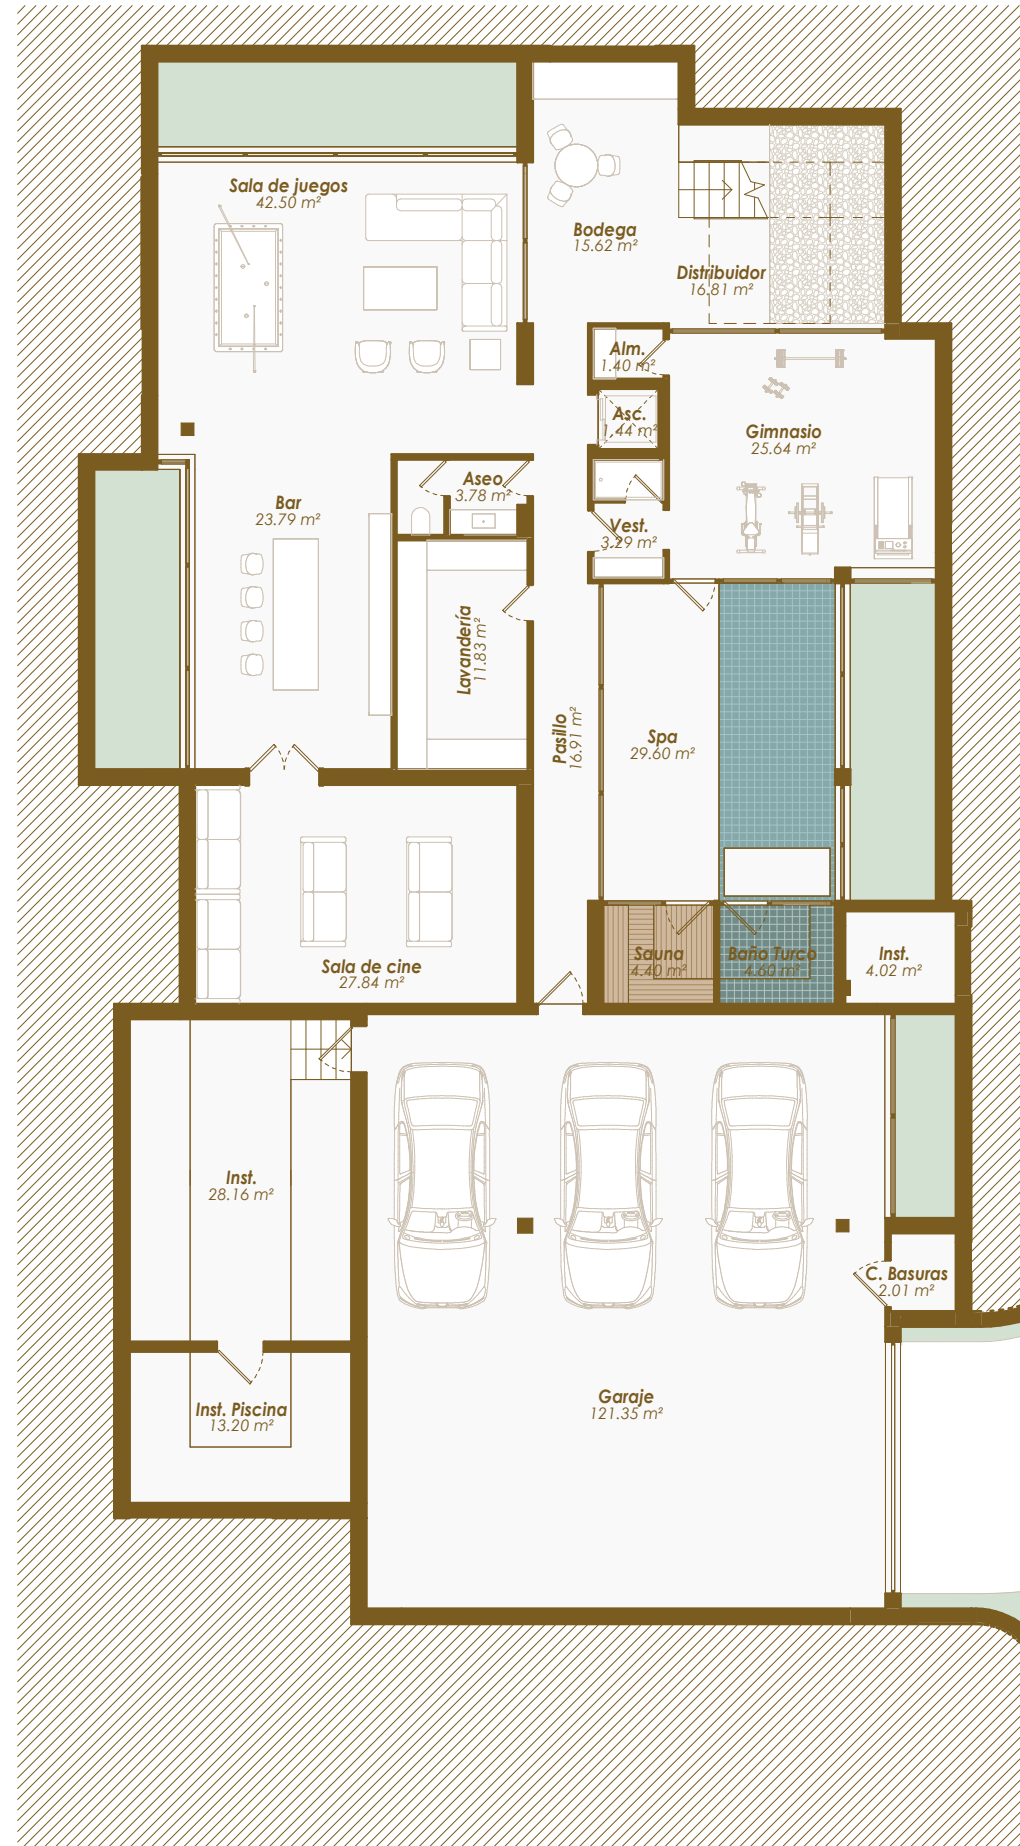 Sala de juegos
42.50 m²
Bodega
15.62 m²
Distribuidor
16.81 m²
Alm.
1.40 m²
Asc.
1.44 m²
Gimnasio
25.64 m²
Aseo
3.78 m²
Bar
23.79 m²
Vest.
3.29 m²
Lavandería
11.83 m²
Pasillo
16.91 m²
Spa
29.60 m²
Sauna
4.40 m²
Baño Turco
4.60 m²
Inst.
4.02 m²
Sala de cine
27.84 m²
Inst.
28.16 m²
C. Basuras
2.01 m²
Garaje
121.35 m²
Inst. Piscina
13.20 m²